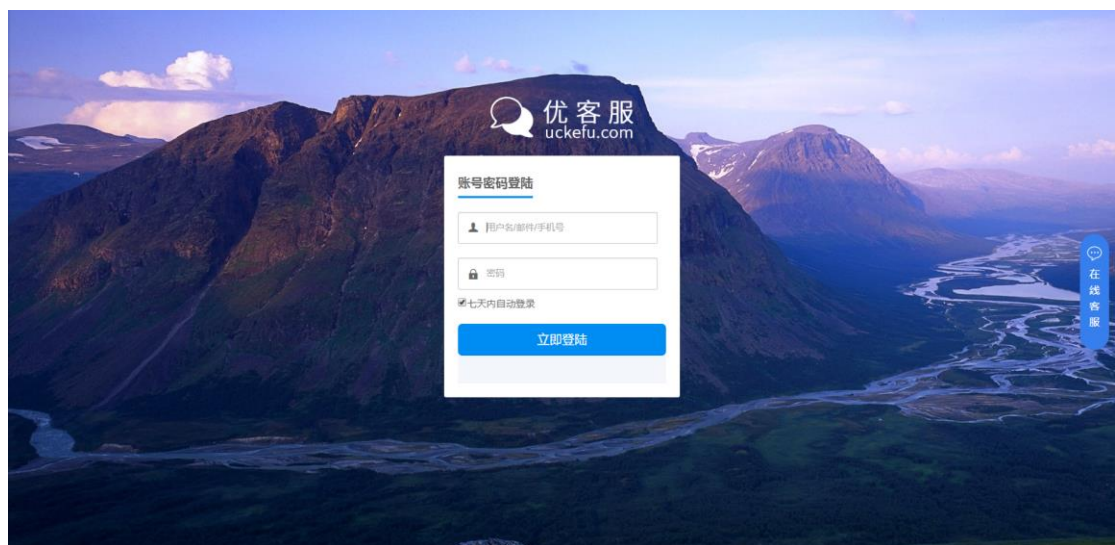 优客服
uckefu.com
账号密码登陆
用户名/邮件/手机号
密码
七天内自动登录
立即登陆
在线客服